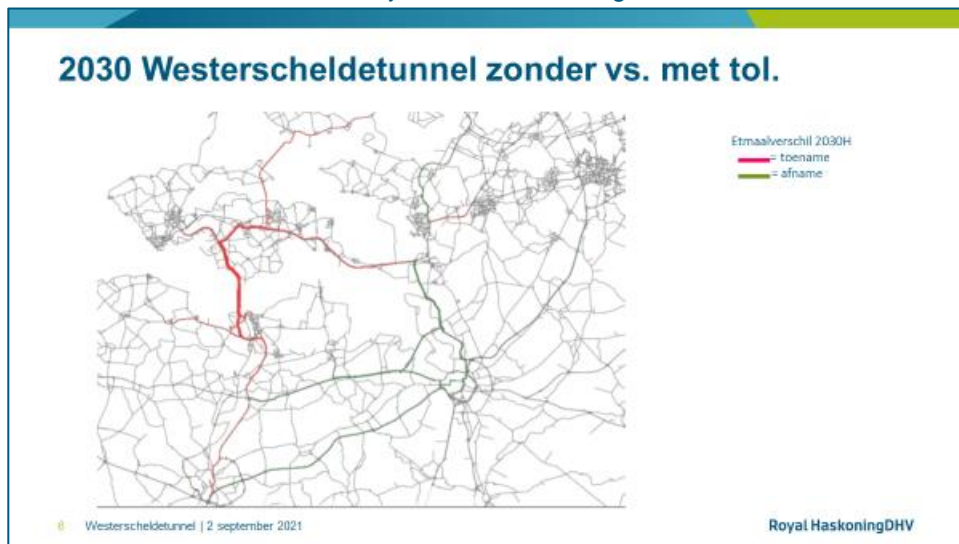 2030 Westerscheldetunnel zonder vs. met tol.
Etmaalverschil 2030H
= toename
= afname
6 Westerscheldetunnel | 2 september 2021
Royal HaskoningDHV